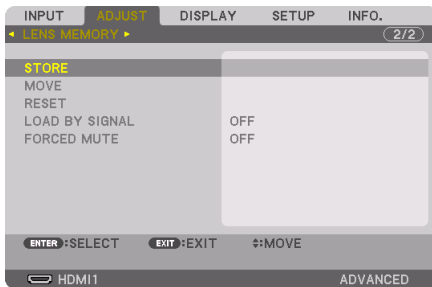 INPUT ADJUST DISPLAY SETUP INFO.
LENS MEMORY 2/2
STORE
MOVE
RESET
LOAD BY SIGNAL OFF
FORCED MUTE OFF
ENTER:SELECT EXIT:EXIT :MOVE
HDMI1 ADVANCED